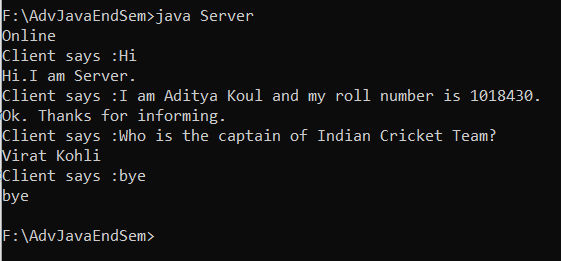 F:\AdvJavaEndSem>java Server
Online
Client says :Hi
Hi.I am Server.
Client says :I am Aditya Koul and my roll number is 1018430.
Ok. Thanks for informing.
Client says :Who is the captain of Indian Cricket Team?
Virat Kohli
Client says :bye
bye
F:\AdvJavaEndSem>